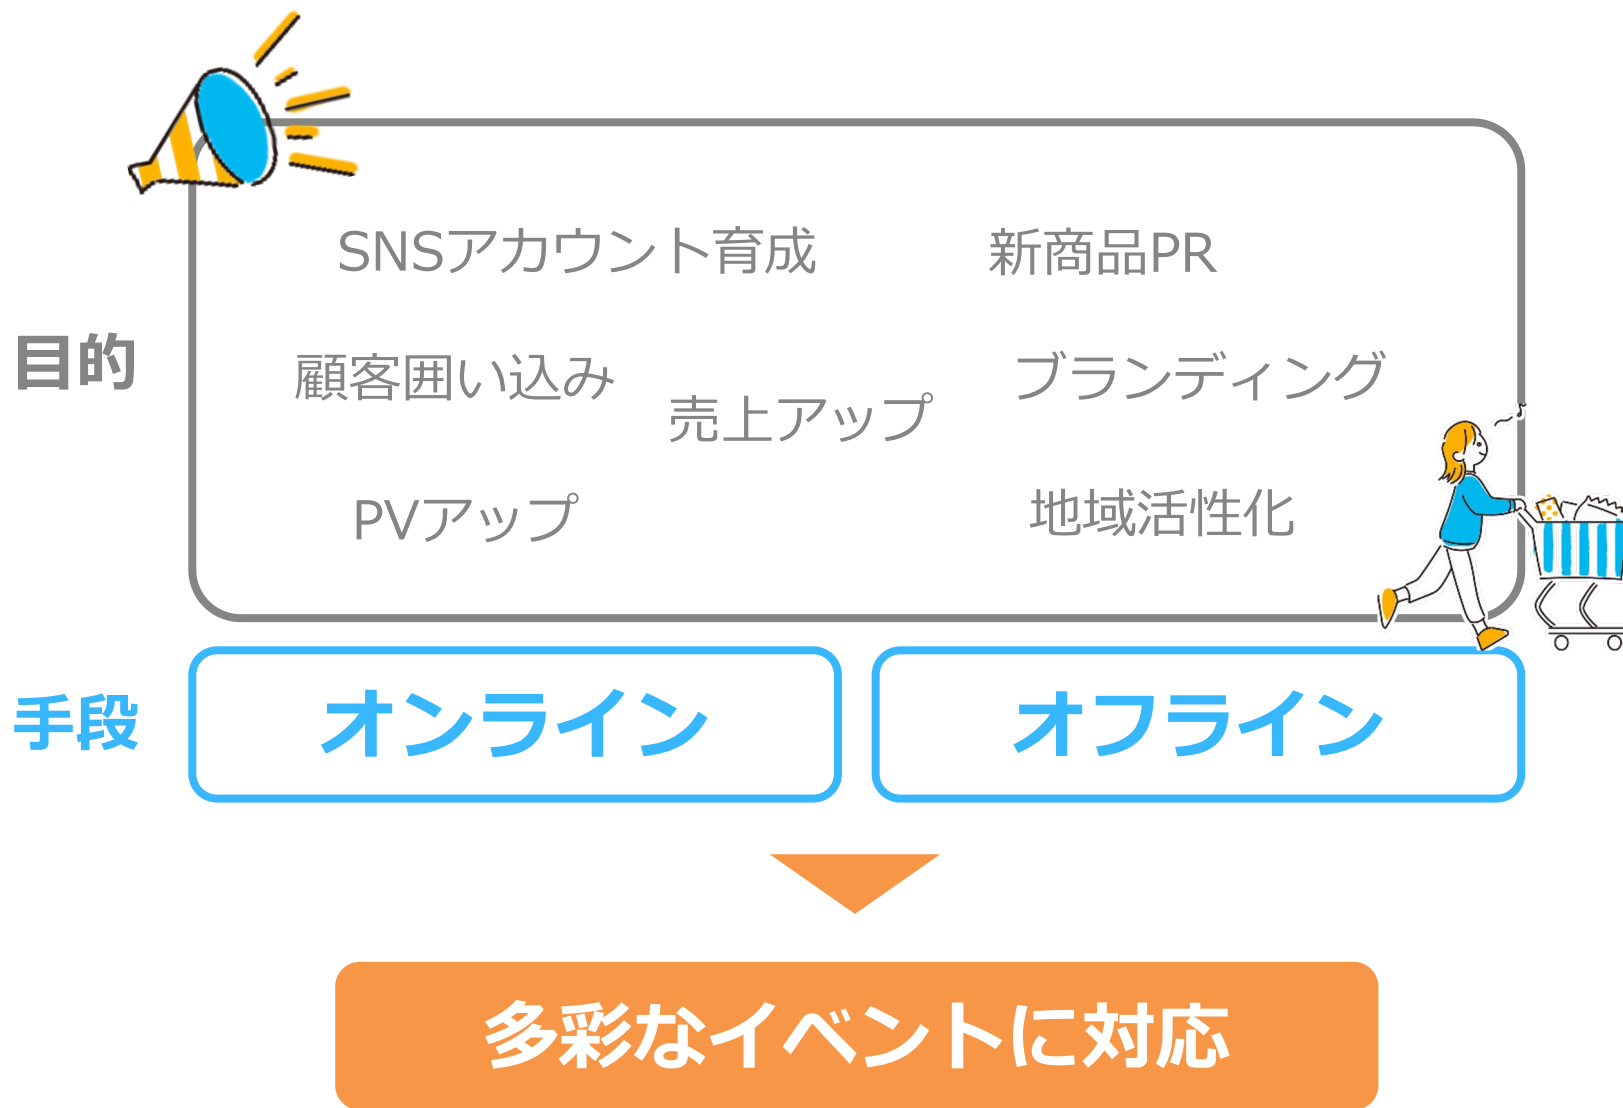 SNSアカウント育成
新商品PR
目的
顧客囲い込み
売上アップ
ブランディング
PVアップ
地域活性化
手段
オンライン
オフライン
多彩なイベントに対応